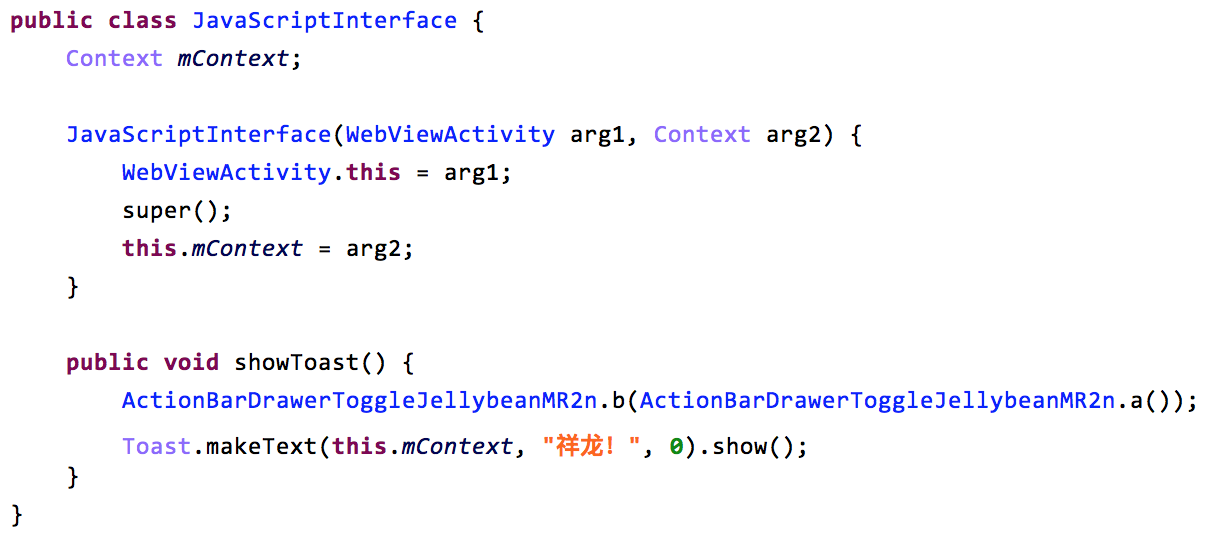 public class JavaScriptInterface {
Context mContext;
JavaScriptInterface(WebViewActivity arg1, Context arg2) {
WebViewActivity.this = arg1;
super();
this.mContext = arg2;
}
public void showToast() {
ActionBarDrawerToggleJellybeanMR2n.b(ActionBarDrawerToggleJellybeanMR2n.a());
Toast.makeText(this.mContext, "祥龙！", 0).show();
}
}